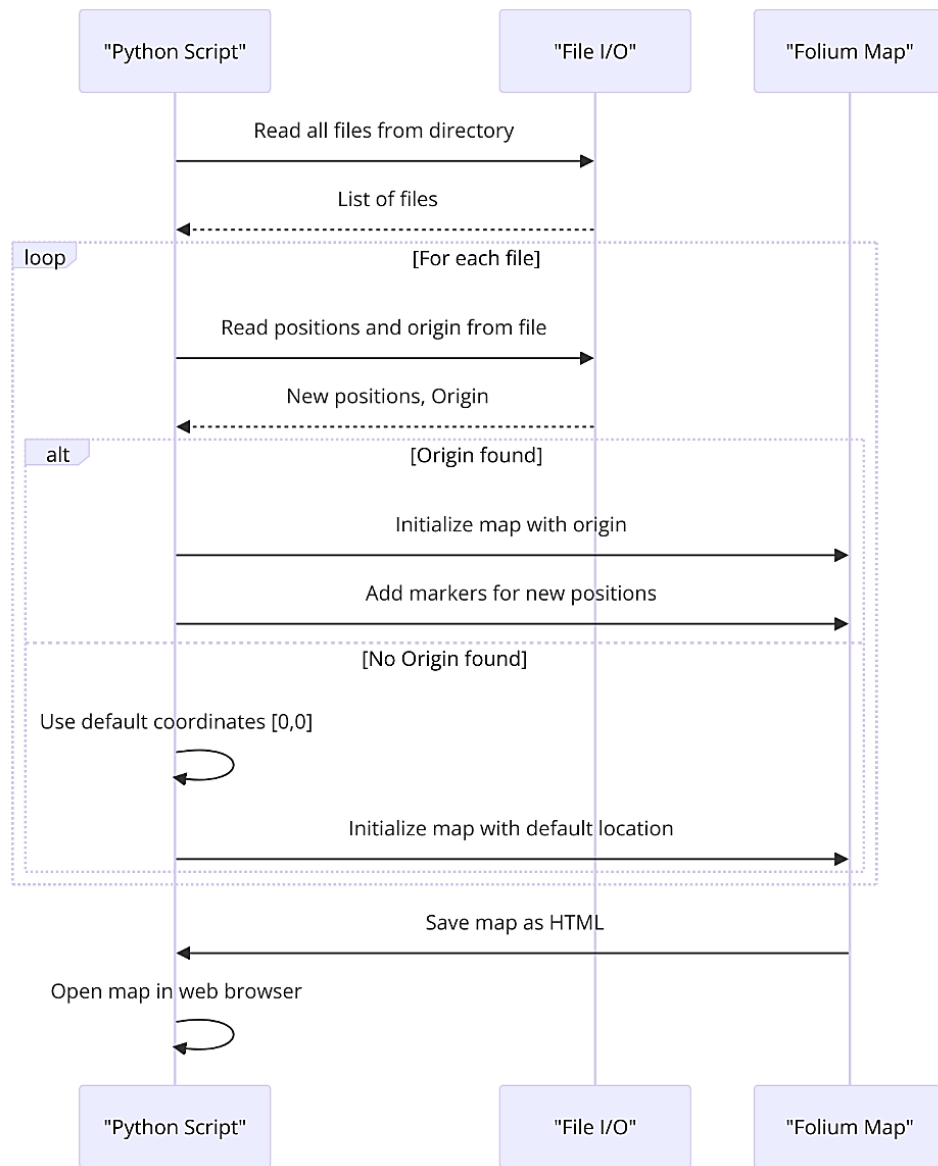 "Python Script"
"File I/O"
"Folium Map"
Read all files from directory
List of files
loop
[For each file]
Read positions and origin from file
New positions, Origin
alt
[Origin found]
Initialize map with origin
Add markers for new positions
[No Origin found]
Use default coordinates [0,0]
Initialize map with default location
Save map as HTML
Open map in web browser
"Python Script"
"File I/O"
"Folium Map"